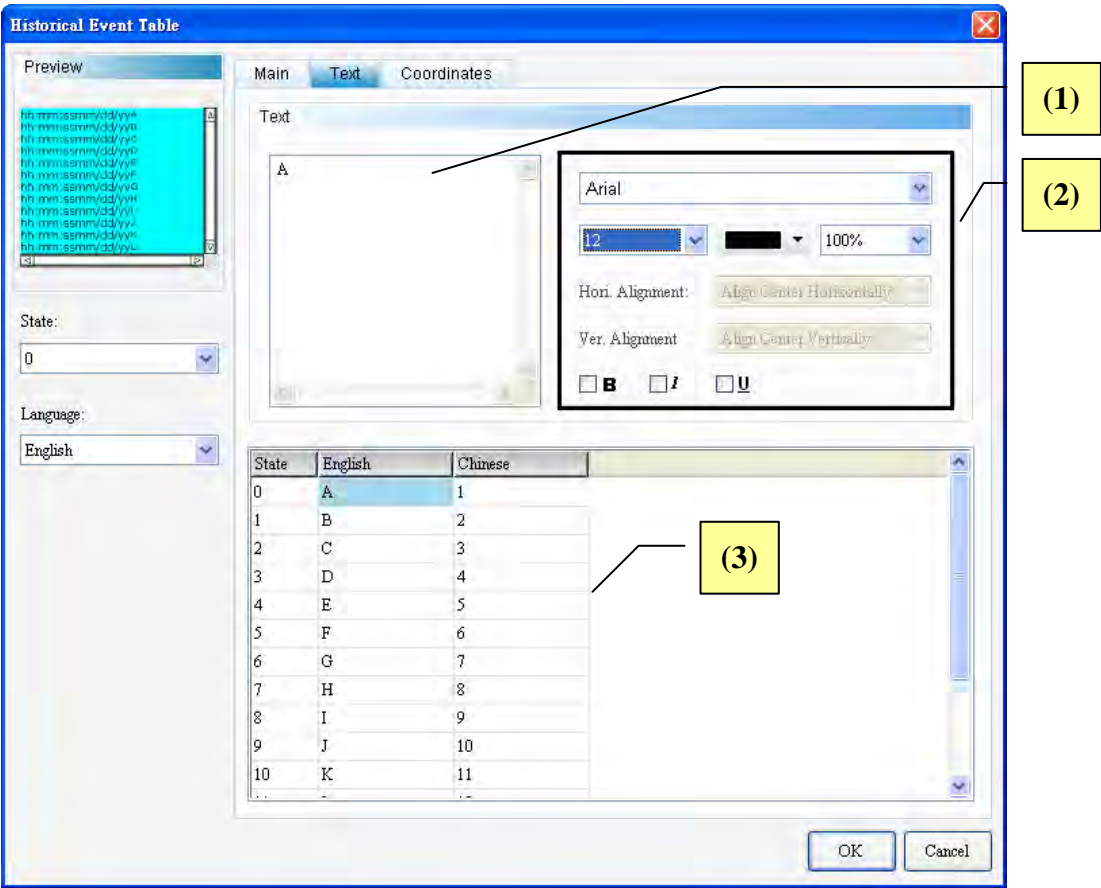 Historical Event Table
Preview
Main Text Coordinates
(1)
Text
hh:mm:ssmm/dd/yyA
hh:mm:ssmm/dd/yyB
hh:mm:ssmm/dd/yyC
hh:mm:ssmm/dd/yyD
hh:mm:ssmm/dd/yyE
hh:mm:ssmm/dd/yyF
hh:mm:ssmm/dd/yyG
hh:mm:ssmm/dd/yyH
hh:mm:ssmm/dd/yyI
hh:mm:ssmm/dd/yyJ
hh:mm:ssmm/dd/yyK
hh:mm:ssmm/dd/yyL
A
Arial
(2)
12 100%
Hori. Alignment: Align Center Horizontally
Ver. Alignment Align Center Vertically
B I U
State:
0
Language:
English
State English Chinese
0 A 1
1 B 2
2 C 3
3 D 4
4 E 5
5 F 6
6 G 7
7 H 8
8 I 9
9 J 10
10 K 11
(3)
OK Cancel